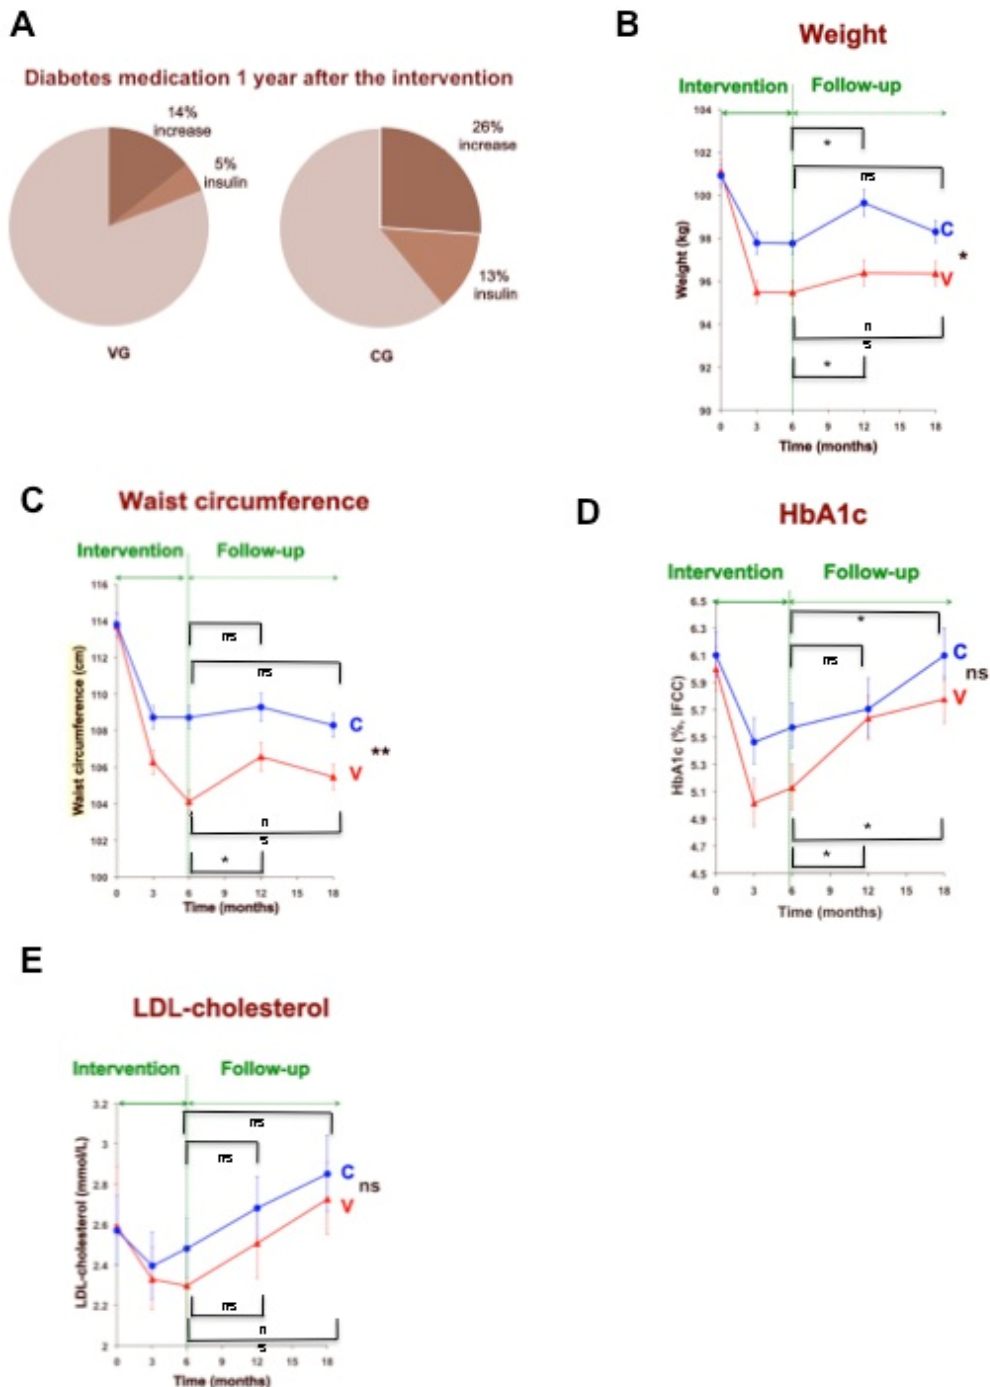 A
Diabetes medication 1 year after the intervention
14%
increase
5%
insulin
VG
26%
increase
13%
insulin
CG
B
Weight
Intervention
Follow-up
104
102
100
98
96
94
92
90
Weight (kg)
*
ns
C
*
V
n
s
*
0
3
6
9
12
15
18
Time (months)
C
Waist circumference
Intervention
Follow-up
116
114
112
110
108
106
104
102
100
Waist circumference (cm)
ns
ns
C
**
V
n
s
*
0
3
6
9
12
15
18
Time (months)
D
HbA1c
Intervention
Follow-up
6.5
6.3
6.1
5.9
5.7
5.5
5.3
5.1
4.9
4.7
4.5
HbA1c (%, IFCC)
*
ns
C
ns
V
*
*
0
3
6
9
12
15
18
Time (months)
E
LDL-cholesterol
Intervention
Follow-up
3.2
3
2.8
2.6
2.4
2.2
2
LDL-cholesterol (mmol/L)
ns
ns
C
ns
V
ns
n
s
0
3
6
9
12
15
18
Time (months)